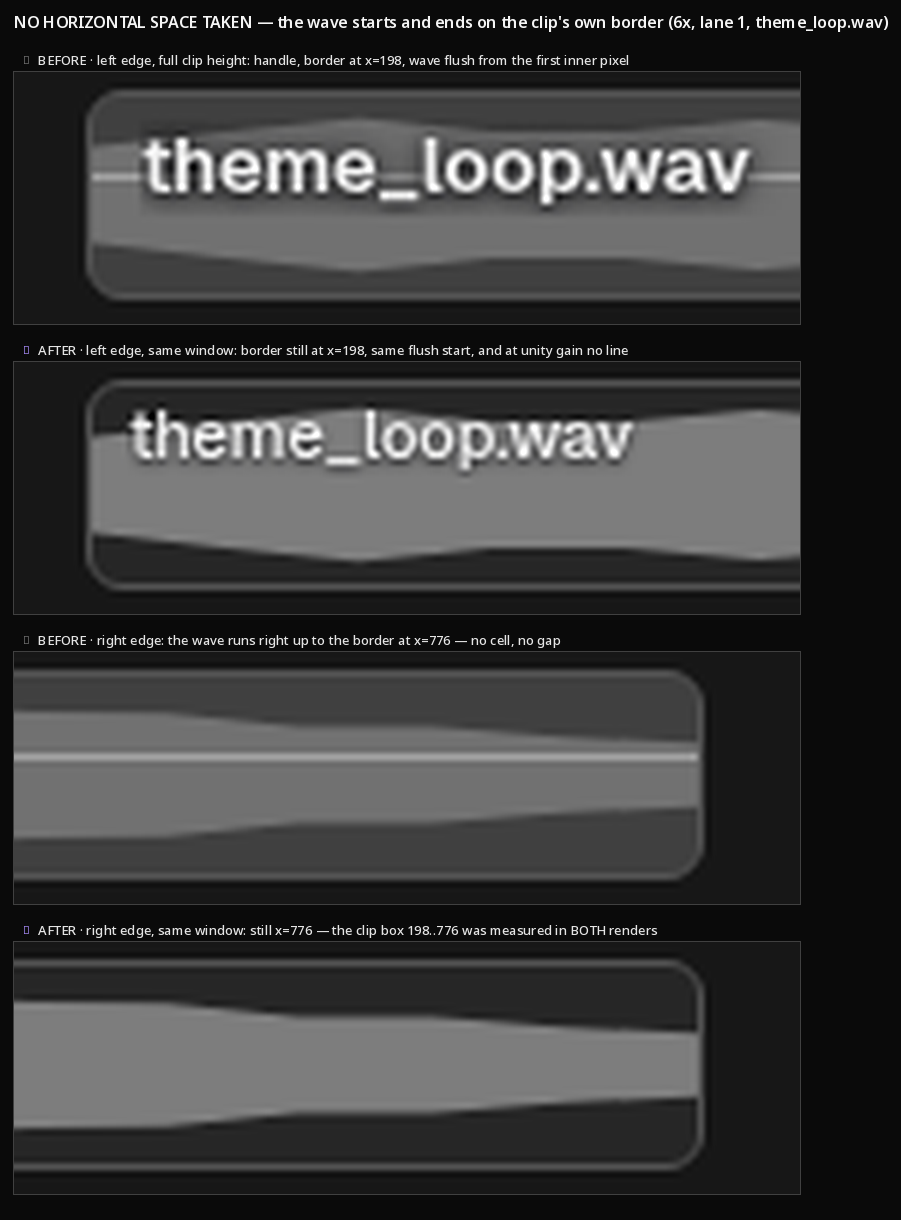 NO HORIZONTAL SPACE TAKEN — the wave starts and ends on the clip's own border (6x, lane 1, theme_loop.wav)
BEFORE · left edge, full clip height: handle, border at x=198, wave flush from the first inner pixel
theme_loop.wav
AFTER · left edge, same window: border still at x=198, same flush start, and at unity gain no line
theme_loop.wav
BEFORE · right edge: the wave runs right up to the border at x=776 — no cell, no gap
AFTER · right edge, same window: still x=776 — the clip box 198..776 was measured in BOTH renders